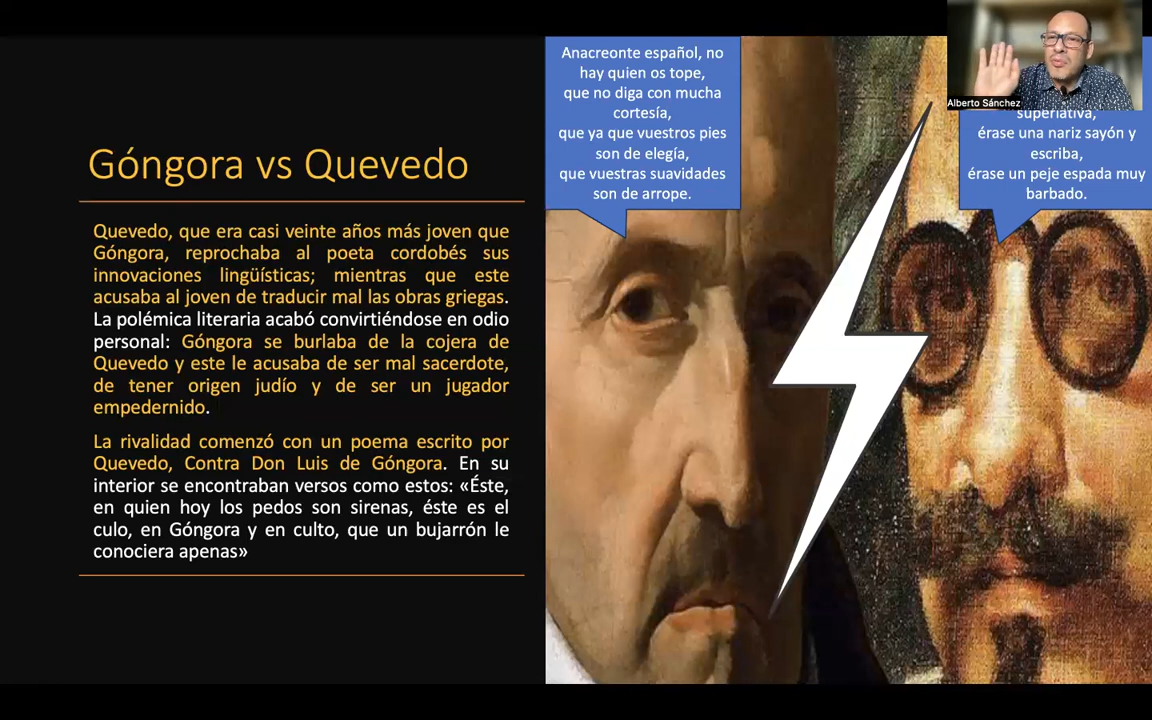 Góngora vs Quevedo
Quevedo, que era casi veinte años más joven que
Góngora, reprochaba al poeta cordobés sus
innovaciones lingüísticas; mientras que este
acusaba al joven de traducir mal las obras griegas.
La polémica literaria acabó convirtiéndose en odio
personal: Góngora se burlaba de la cojera de
Quevedo y este le acusaba de ser mal sacerdote,
de tener origen judío y de ser un jugador
empedernido.
La rivalidad comenzó con un poema escrito por
Quevedo, Contra Don Luis de Góngora. En su
interior se encontraban versos como estos: «Éste,
en quien hoy los pedos son sirenas, éste es el
culo, en Góngora y en culto, que un bujarrón le
conociera apenas»
Anacreonte español, no
hay quien os tope,
que no diga con mucha
cortesía,
que ya que vuestros pies
son de elegía,
que vuestras suavidades
son de arrope.
Alberto Sánchez
superlativa,
érase una nariz sayón y
escriba,
érase un peje espada muy
barbado.